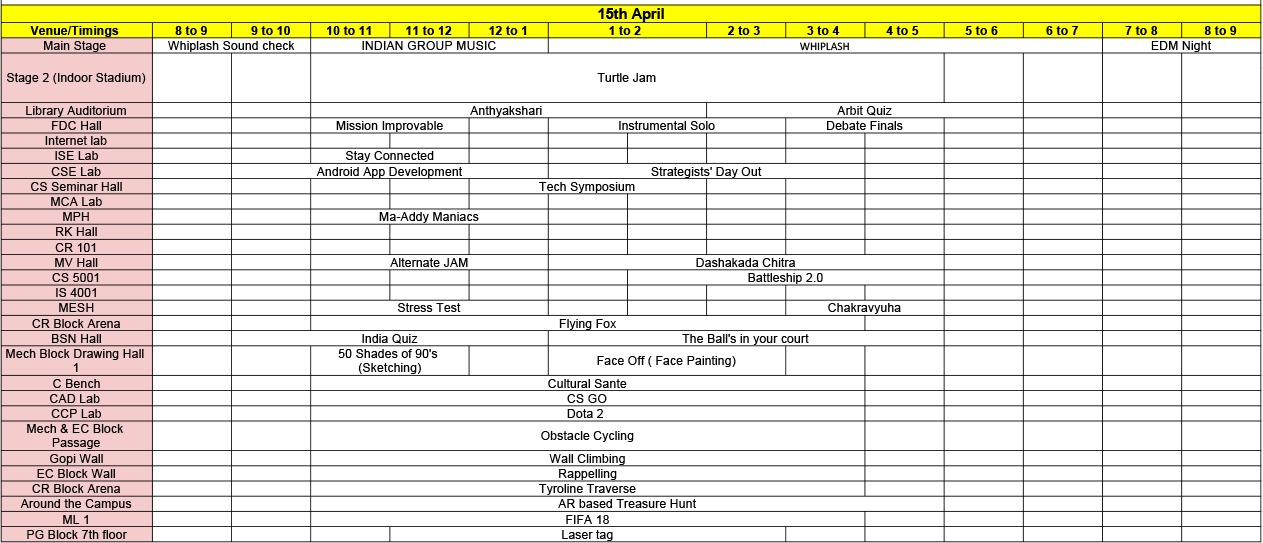 15th April
Venue/Timings 8 to 9 9 to 10 10 to 11 11 to 12 12 to 1 1 to 2 2 to 3 3 to 4 4 to 5 5 to 6 6 to 7 7 to 8 8 to 9
Main Stage Whiplash Sound check INDIAN GROUP MUSIC WHIPLASH EDM Night
Stage 2 (Indoor Stadium) Turtle Jam
Library Auditorium Anthyakshari Arbit Quiz
FDC Hall Mission Improvable Instrumental Solo Debate Finals
Internet lab
ISE Lab Stay Connected
CSE Lab Android App Development Strategists' Day Out
CS Seminar Hall Tech Symposium
MCA Lab
MPH Ma-Addy Maniacs
RK Hall
CR 101
MV Hall Alternate JAM Dashakada Chitra
CS 5001 Battleship 2.0
IS 4001
MESH Stress Test Chakravyuha
CR Block Arena Flying Fox
BSN Hall India Quiz The Ball's in your court
Mech Block Drawing Hall
1
50 Shades of 90's
(Sketching)
Face Off ( Face Painting)
C Bench Cultural Sante
CAD Lab CS GO
CCP Lab Dota 2
Mech & EC Block
Passage
Obstacle Cycling
Gopi Wall Wall Climbing
EC Block Wall Rappelling
CR Block Arena Tyroline Traverse
Around the Campus AR based Treasure Hunt
ML 1 FIFA 18
PG Block 7th floor Laser tag